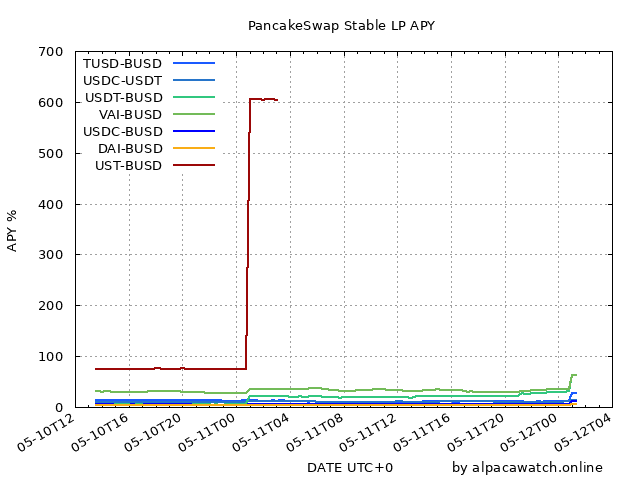 PancakeSwap Stable LP APY
700
600
500
400
300
200
100
0
APY %
TUSD-BUSD
USDC-USDT
USDT-BUSD
VAI-BUSD
USDC-BUSD
DAI-BUSD
UST-BUSD
05-10T12
05-10T16
05-10T20
05-11T00
05-11T04
05-11T08
05-11T12
05-11T16
05-11T20
05-12T00
05-12T04
DATE UTC+0
by alpacawatch.online